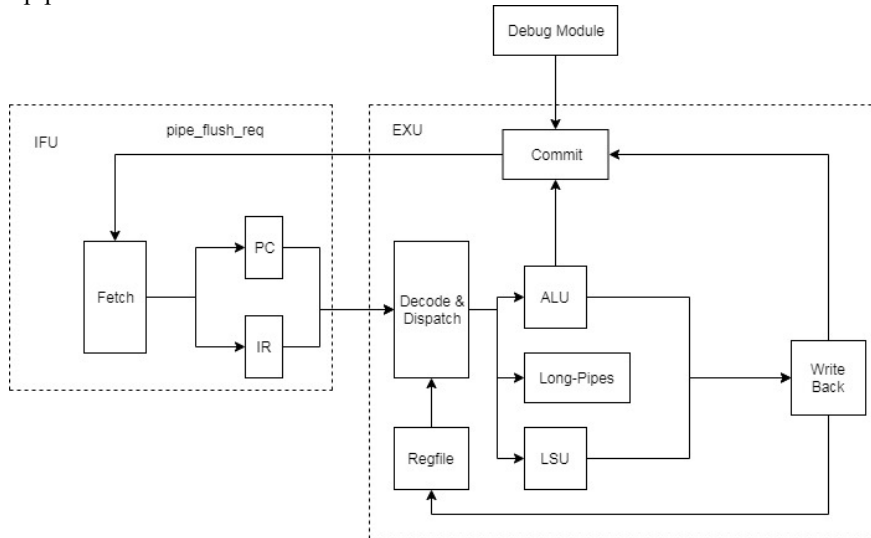 Debug Module
IFU
pipe_flush_req
EXU
Commit
Fetch
PC
IR
Decode &
Dispatch
ALU
Long-Pipes
LSU
Regfile
Write
Back